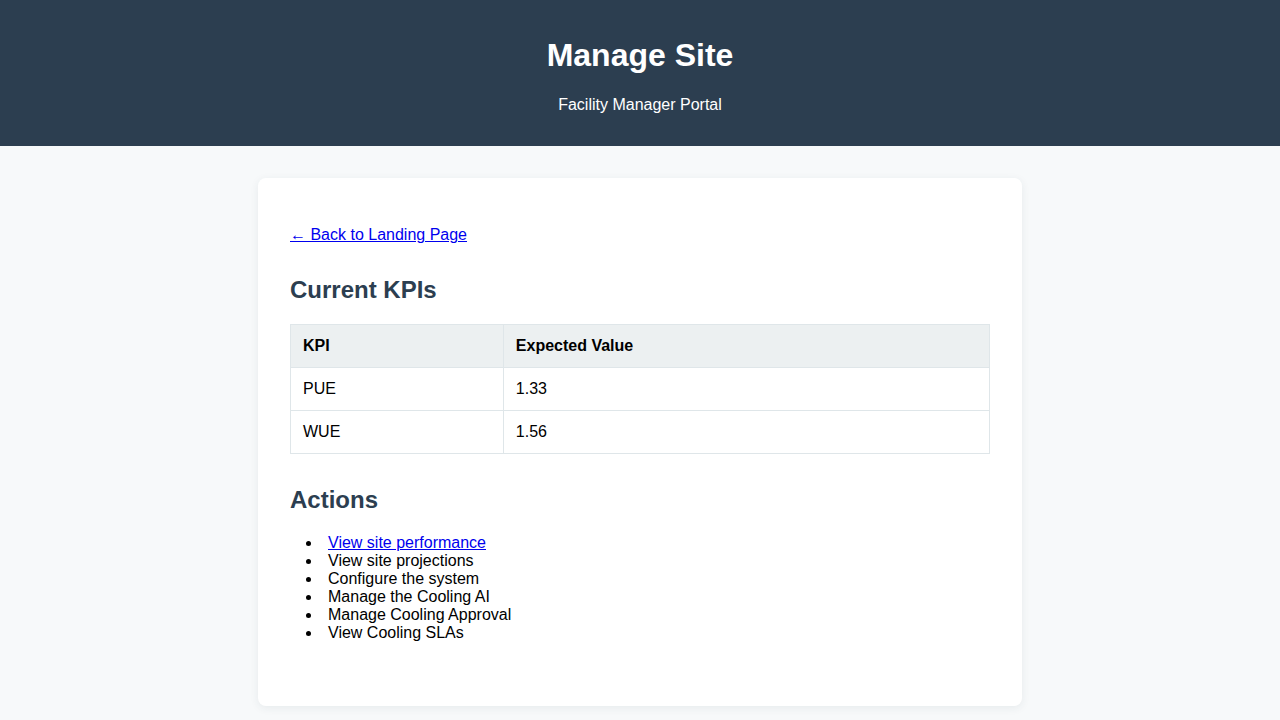 Manage Site
Facility Manager Portal
← Back to Landing Page
Current KPIs
KPI Expected Value
PUE 1.33
WUE 1.56
Actions
View site performance
View site projections
Configure the system
Manage the Cooling AI
Manage Cooling Approval
View Cooling SLAs